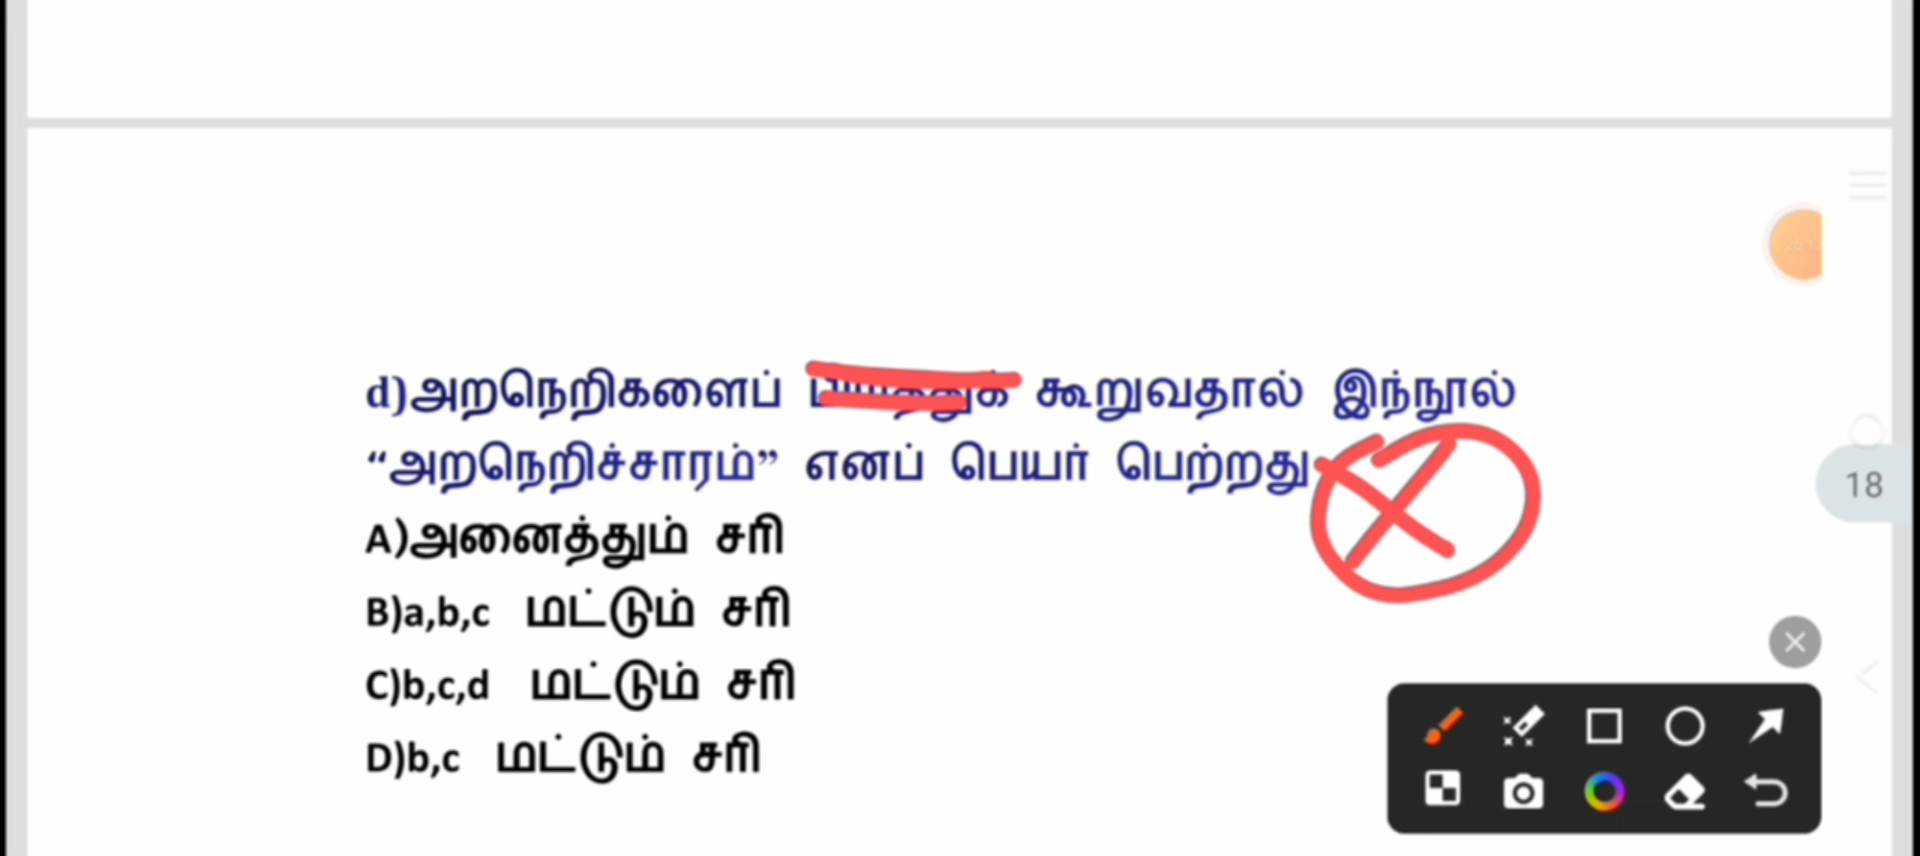 d)அறநெறிகளைப் கூறுவதால் இந்நூல்
“அறநெறிச்சாரம்” எனப் பெயர் பெற்றது
A)அனைத்தும் சரி
B)a,b,c மட்டும் சரி
C)b,c,d மட்டும் சரி
D)b,c மட்டும் சரி
18